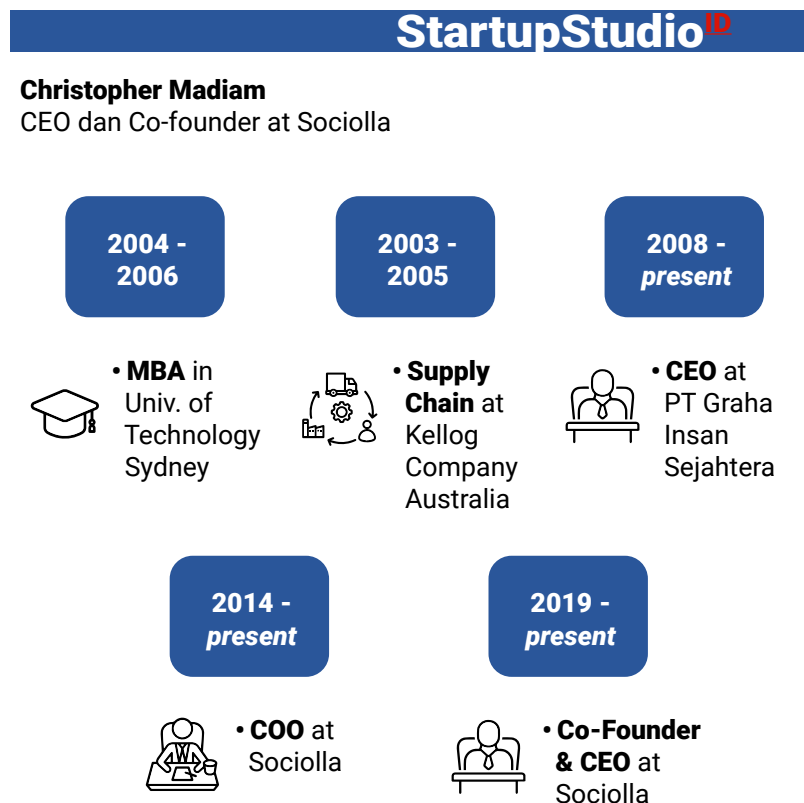 StartupStudioID
Christopher Madiam
CEO dan Co-founder at Sociolla
2004 -
2006
2003 -
2005
2008 -
present
• MBA in
Univ. of
Technology
Sydney
• Supply
Chain at
Kellog
Company
Australia
• CEO at
PT Graha
Insan
Sejahtera
2014 -
present
2019 -
present
• COO at
Sociolla
• Co-Founder
& CEO at
Sociolla